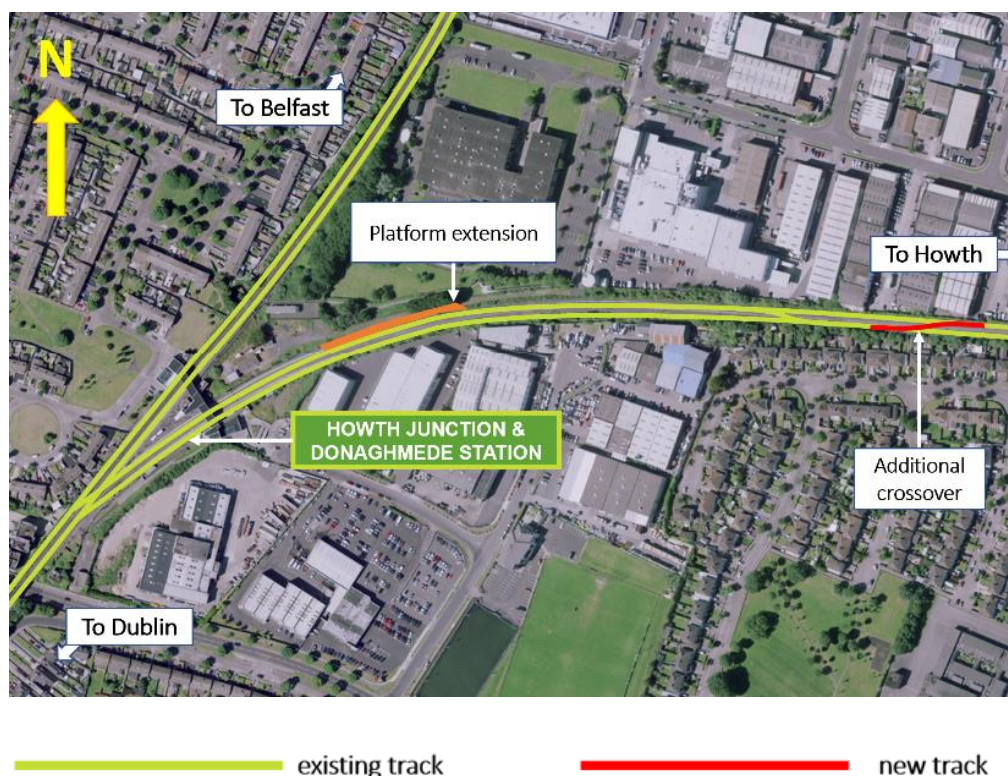 N
To Belfast
Platform extension
To Howth
HOWTH JUNCTION &
DONAGHMEDE STATION
Additional
crossover
To Dublin
existing track
new track